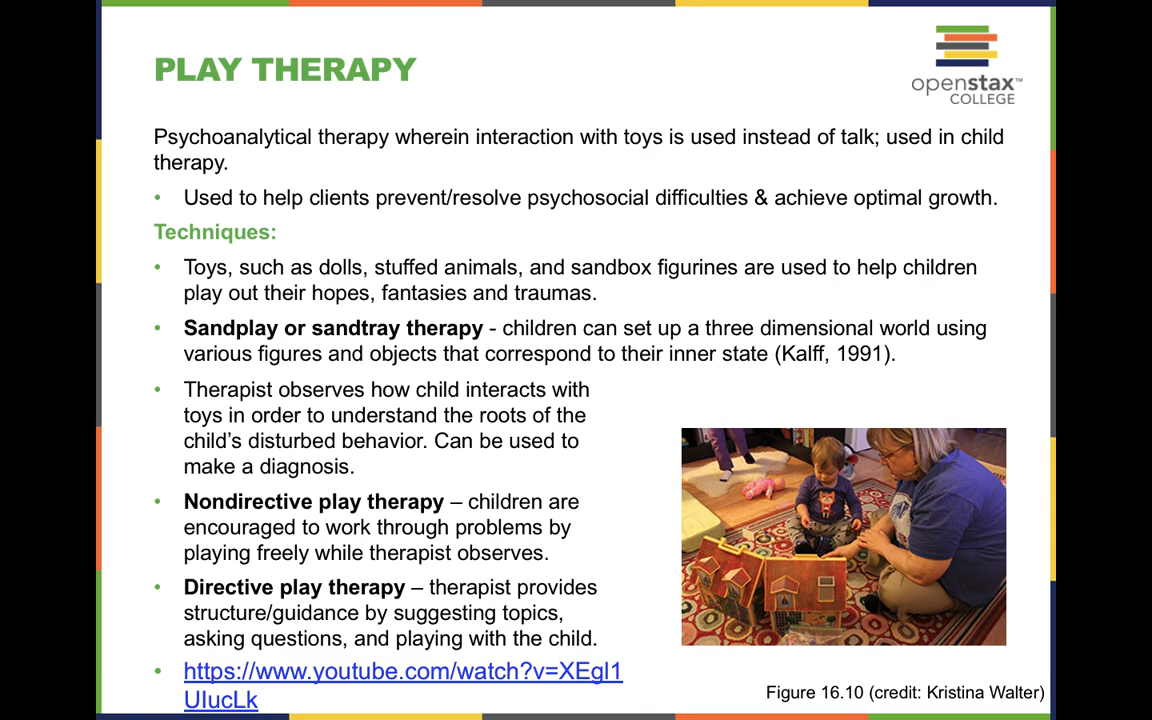 PLAY THERAPY
openstax™
COLLEGE
Psychoanalytical therapy wherein interaction with toys is used instead of talk; used in child
therapy.
• Used to help clients prevent/resolve psychosocial difficulties & achieve optimal growth.
Techniques:
• Toys, such as dolls, stuffed animals, and sandbox figurines are used to help children
play out their hopes, fantasies and traumas.
• Sandplay or sandtray therapy - children can set up a three dimensional world using
various figures and objects that correspond to their inner state (Kalff, 1991).
• Therapist observes how child interacts with
toys in order to understand the roots of the
child’s disturbed behavior. Can be used to
make a diagnosis.
• Nondirective play therapy – children are
encouraged to work through problems by
playing freely while therapist observes.
• Directive play therapy – therapist provides
structure/guidance by suggesting topics,
asking questions, and playing with the child.
• https://www.youtube.com/watch?v=XEgl1
UIucLk
Figure 16.10 (credit: Kristina Walter)